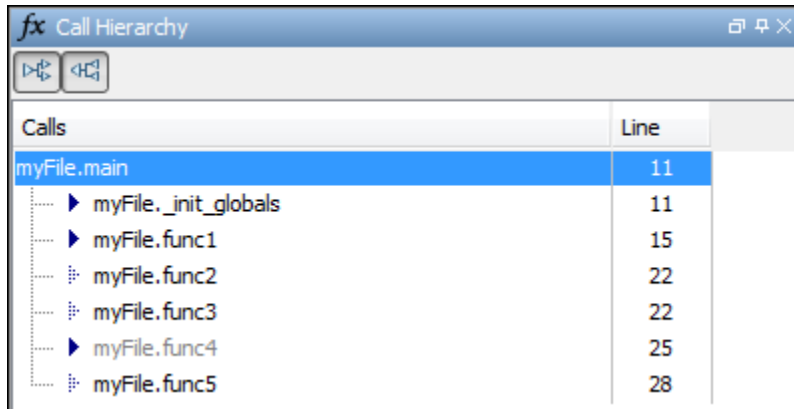 fx Call Hierarchy
Calls Line
myFile.main 11
myFile._init_globals 11
myFile.func1 15
myFile.func2 22
myFile.func3 22
myFile.func4 25
myFile.func5 28